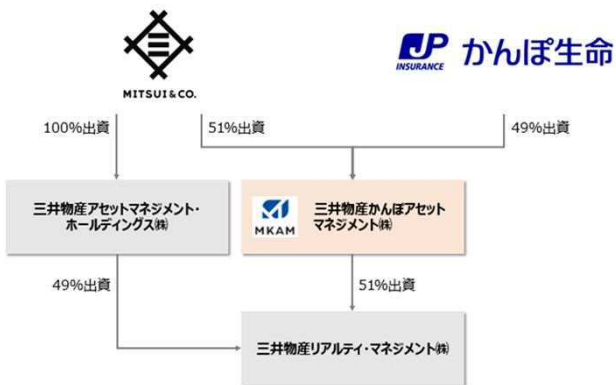 MITSUI & CO.
JP
INSURANCE
かんぽ生命
100%出資
51%出資
49%出資
三井物産アセットマネジメント・
ホールディングス㈱
MKAM
三井物産かんぽアセット
マネジメント㈱
49%出資
51%出資
三井物産リアルティ・マネジメント㈱